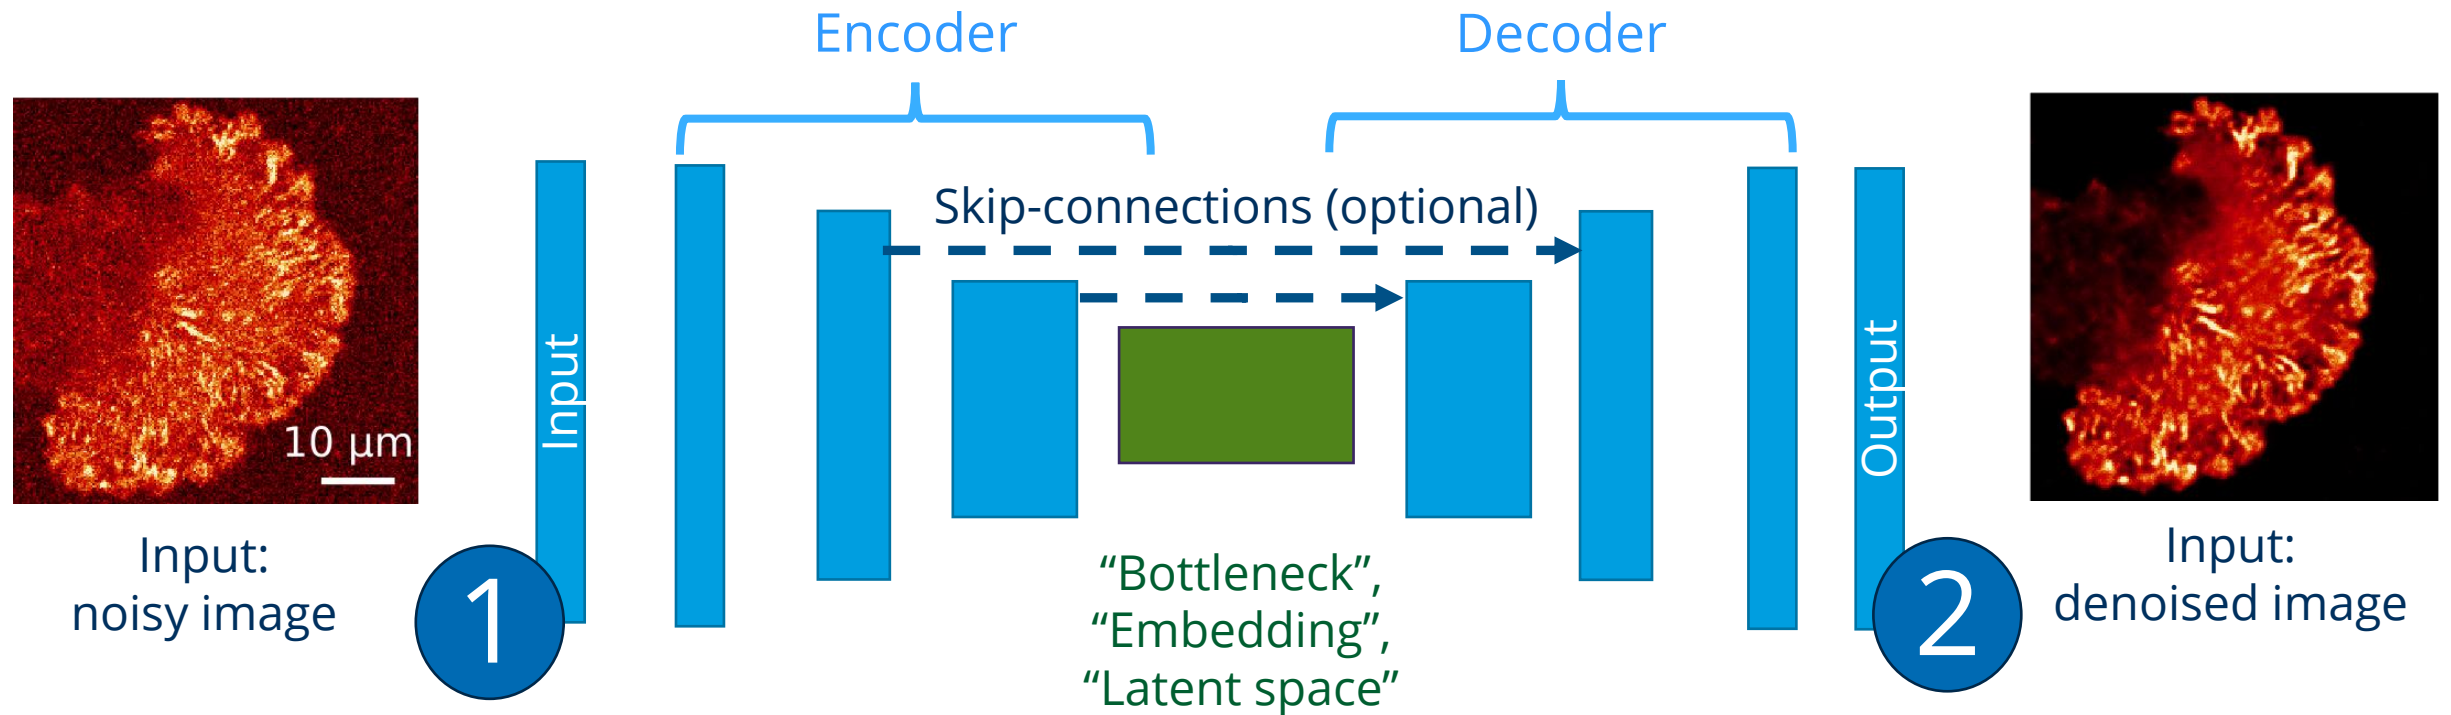 Encoder
Decoder
Skip-connections (optional)
Input
Output
10 µm
Input:
noisy image
1
“Bottleneck”,
“Embedding”,
“Latent space”
2
Input:
denoised image